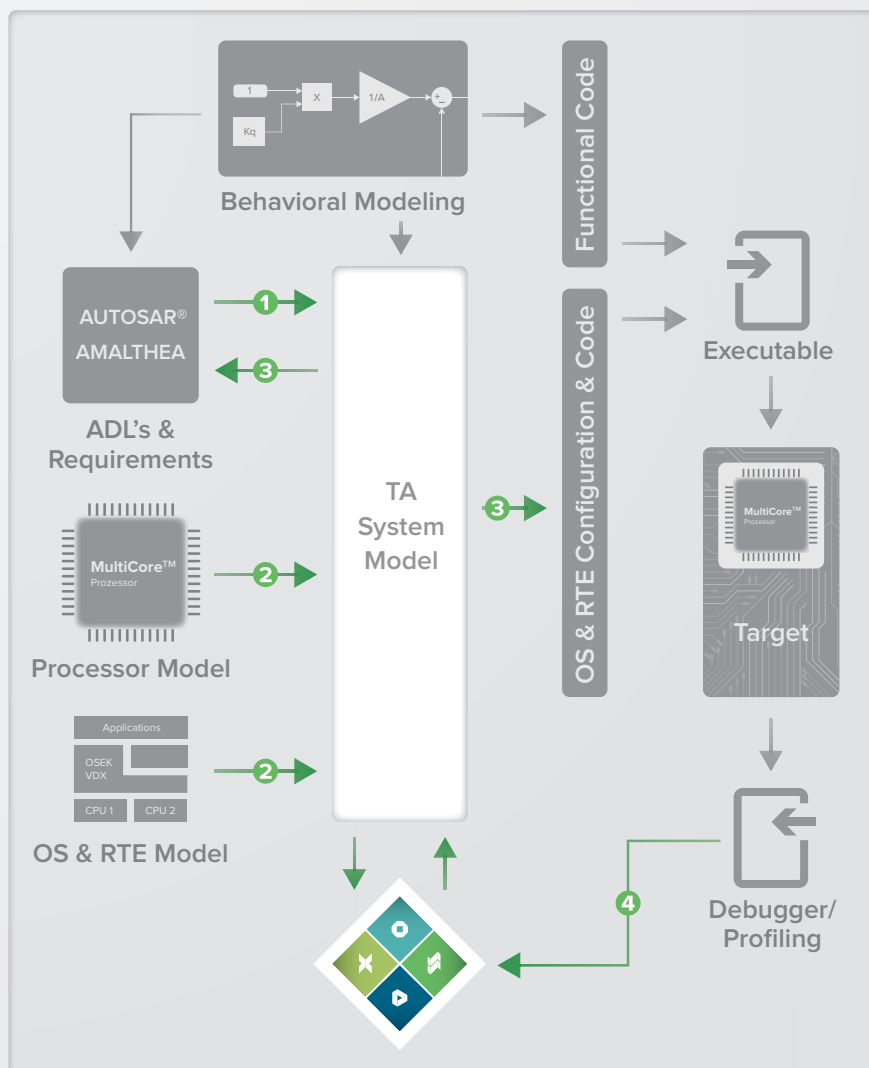 1
X
1/A
+
−
Kq
Behavioral Modeling
Functional Code
AUTOSAR®
AMALTHEA
ADL's &
Requirements
1
3
TA
System
Model
3
OS & RTE Configuration & Code
Executable
MultiCore™
Prozessor
Processor Model
2
MultiCore™
Prozessor
Target
Applications
OSEK
VDX
CPU 1
CPU 2
OS & RTE Model
2
4
Debugger/
Profiling